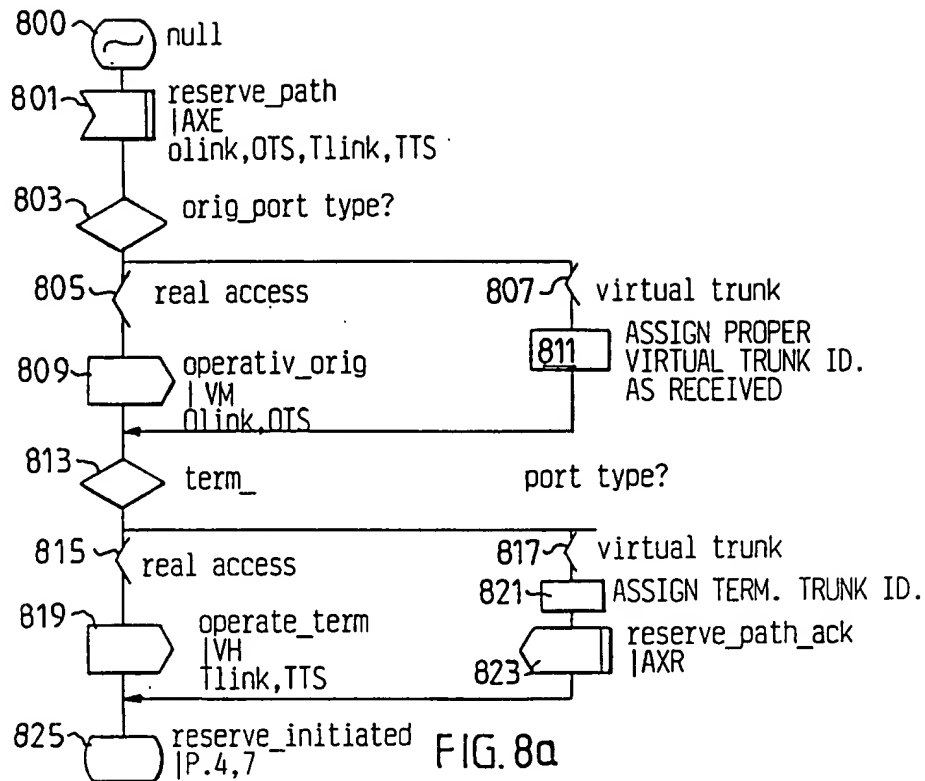 800
null
801
reserve_path
|AXE
olink,OTS,Tlink,TTS
803
orig_port type?
805
real access
807
virtual trunk
809
operativ_orig
|VM
Olink,OTS
811
ASSIGN PROPER
VIRTUAL TRUNK ID.
AS RECEIVED
813
term_ port type?
815
real access
817
virtual trunk
821
ASSIGN TERM. TRUNK ID.
819
operate_term
|VH
Tlink,TTS
823
reserve_path_ack
|AXR
825
reserve_initiated
|P.4,7
FIG. 8a